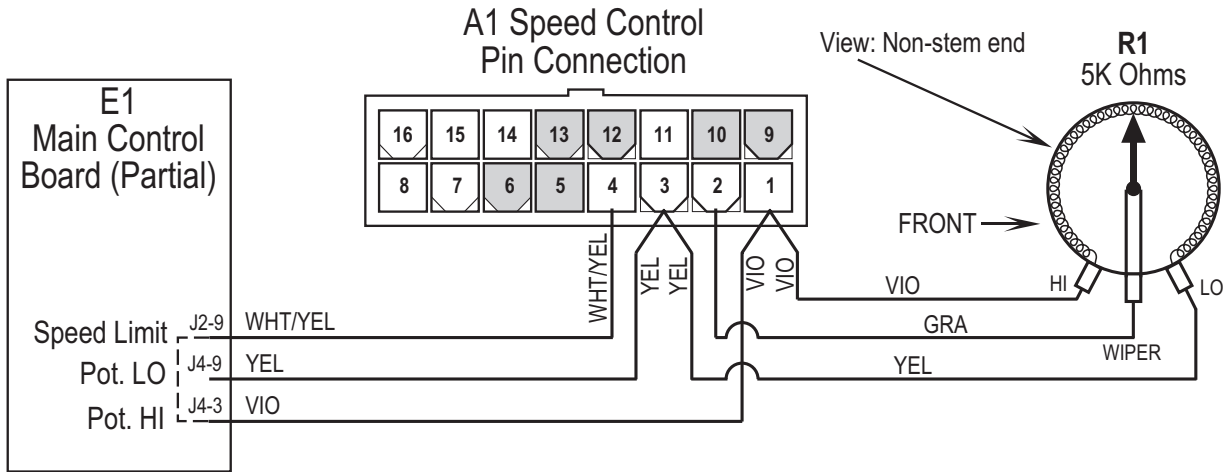 A1 Speed Control
Pin Connection
View: Non-stem end
R1
5K Ohms
E1
Main Control
Board (Partial)
16 15 14 13 12 11 10 9
8 7 6 5 4 3 2 1
FRONT
WHT/YEL
YEL
YEL
VIO
VIO
VIO
HI
LO
Speed Limit
J2-9
WHT/YEL
GRA
WIPER
Pot. LO
J4-9
YEL
YEL
Pot. HI
J4-3
VIO